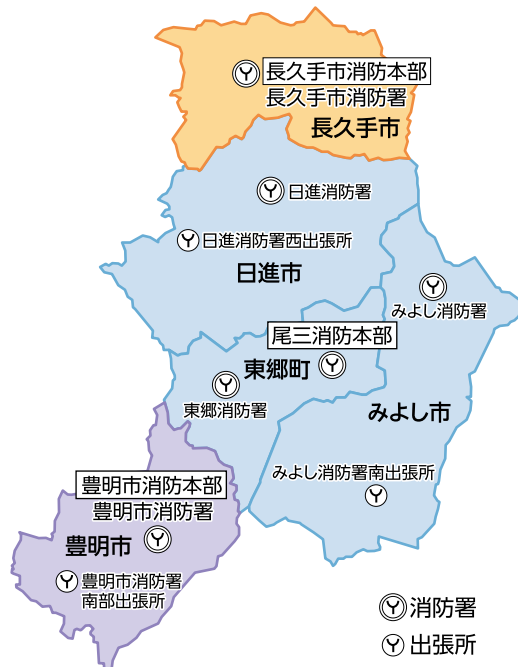 長久手市消防本部
長久手市消防署
長久手市
日進消防署
日進消防署西出張所
日進市
みよし消防署
尾三消防本部
東郷町
東郷消防署
みよし市
みよし消防署南出張所
豊明市消防本部
豊明市消防署
豊明市
豊明市消防署
南部出張所
消防署
出張所